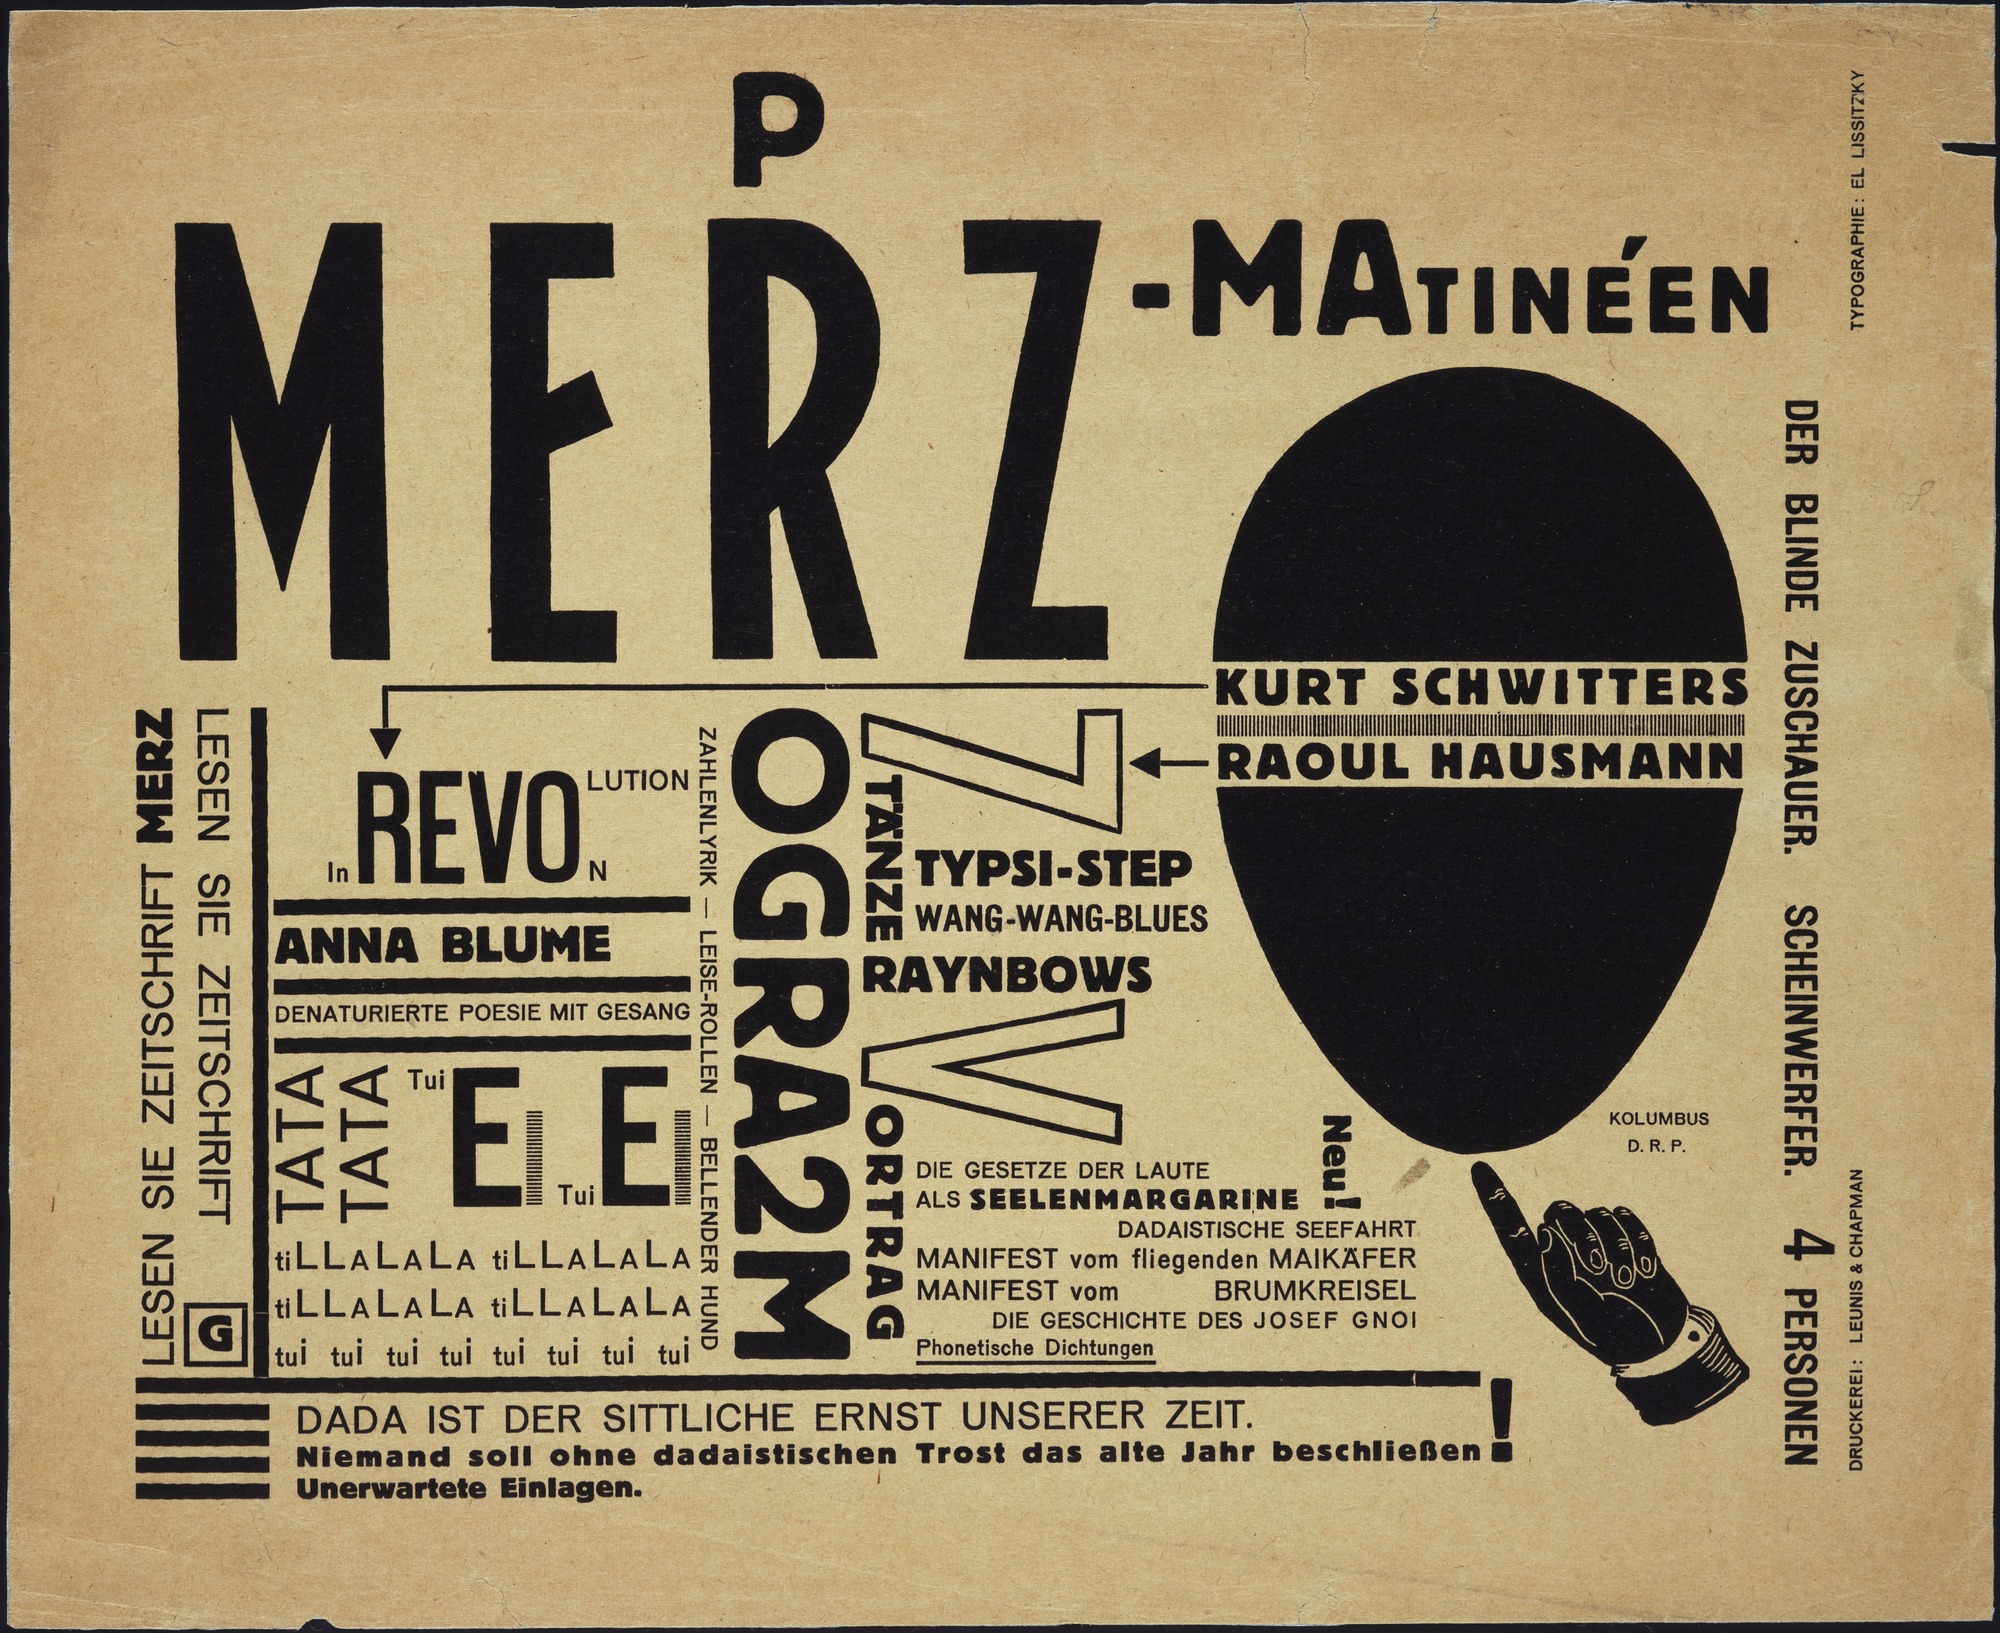 P
MERZ-MATINÉEN
TYPOGRAPHIE: EL LISSITZKY
KURT SCHWITTERS
RAOUL HAUSMANN
DER BLINDE ZUSCHAUER. SCHEINWERFER. 4 PERSONEN
LESEN SIE ZEITSCHRIFT MERZ
LESEN SIE ZEITSCHRIFT
G
In REVOLUTION
N
ANNA BLUME
DENATURIERTE POESIE MIT GESANG
TATA
TATA
Tui EI Tui EI
tiLLALALA tiLLALALA
tiLLALALA tiLLALALA
tui tui tui tui tui tui tui tui
ZAHLENLYRIK — LEISE-ROLLEN — BELLENDER HUND
OGRA2M
7 TÄNZE
TYPSI-STEP
WANG-WANG-BLUES
RAYNBOWS
VORTRAG
DIE GESETZE DER LAUTE
ALS SEELENMARGARINE
Neu!
DADAISTISCHE SEEFAHRT
MANIFEST vom fliegenden MAIKÄFER
MANIFEST vom BRUMKREISEL
DIE GESCHICHTE DES JOSEF GNOI
Phonetische Dichtungen
KOLUMBUS
D. R. P.
DRUCKEREI: LEUNIS & CHAPMAN
DADA IST DER SITTLICHE ERNST UNSERER ZEIT.
Niemand soll ohne dadaistischen Trost das alte Jahr beschließen!
Unerwartete Einlagen.